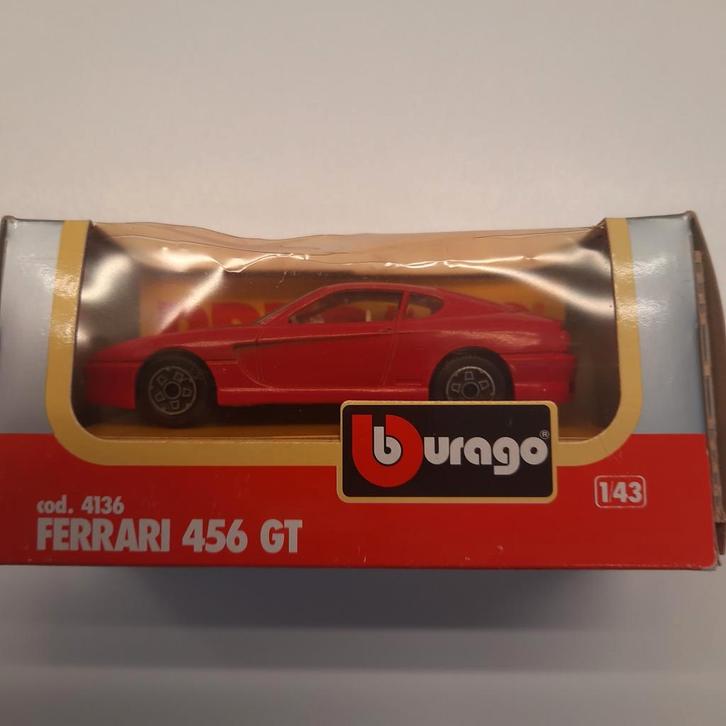 burago®
1/43
cod. 4136
FERRARI 456 GT